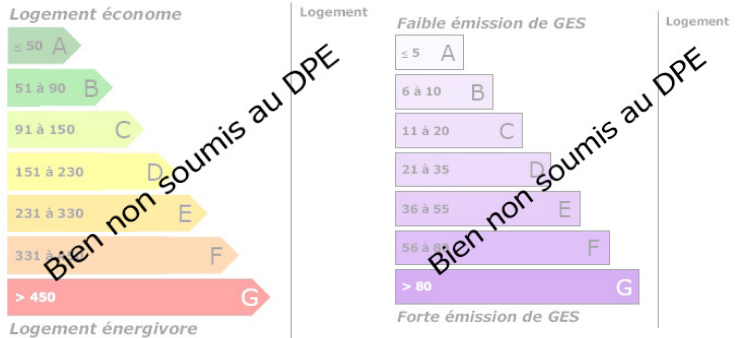 Logement économe
Logement
≤ 50 A
51 à 90 B
91 à 150 C
151 à 230 D
231 à 330 E
331 à F
> 450 G
Logement énergivore
Bien non soumis au DPE
Faible émission de GES
Logement
≤ 5 A
6 à 10 B
11 à 20 C
21 à 35 D
36 à 55 E
56 à 80 F
> 80 G
Forte émission de GES
Bien non soumis au DPE